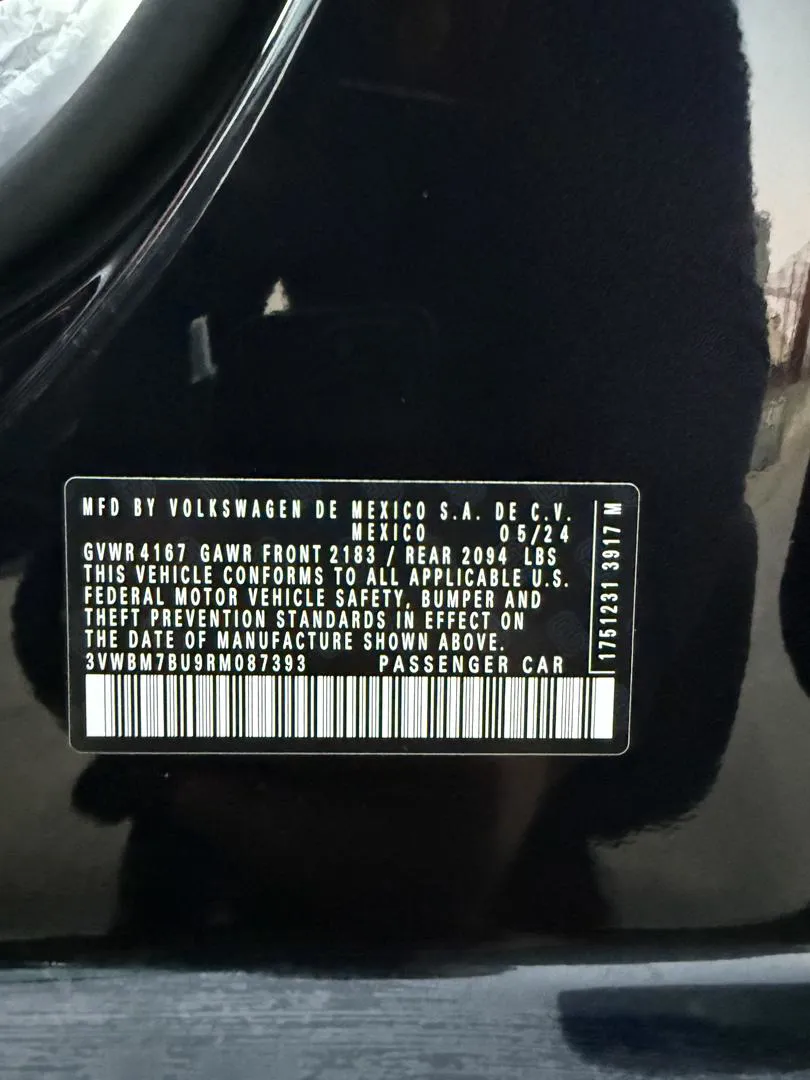 MFD BY VOLKSWAGEN DE MEXICO S.A. DE C.V.
MEXICO 05/24
GVWR 4167 GAWR FRONT 2183 / REAR 2094 LBS
THIS VEHICLE CONFORMS TO ALL APPLICABLE U.S.
FEDERAL MOTOR VEHICLE SAFETY, BUMPER AND
THEFT PREVENTION STANDARDS IN EFFECT ON
THE DATE OF MANUFACTURE SHOWN ABOVE.
3VWBM7BU9RM087393 PASSENGER CAR
1751231 3917 M